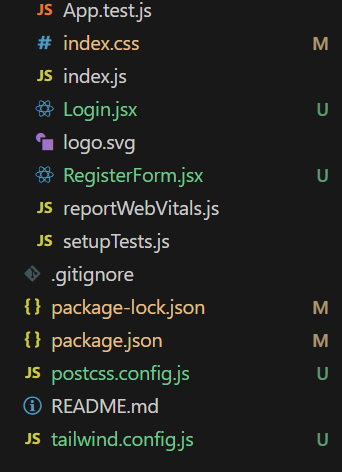 JS App.test.js
# index.css M
JS index.js
Login.jsx U
logo.svg
RegisterForm.jsx U
JS reportWebVitals.js
JS setupTests.js
.gitignore
{} package-lock.json M
{} package.json M
JS postcss.config.js U
README.md
JS tailwind.config.js U